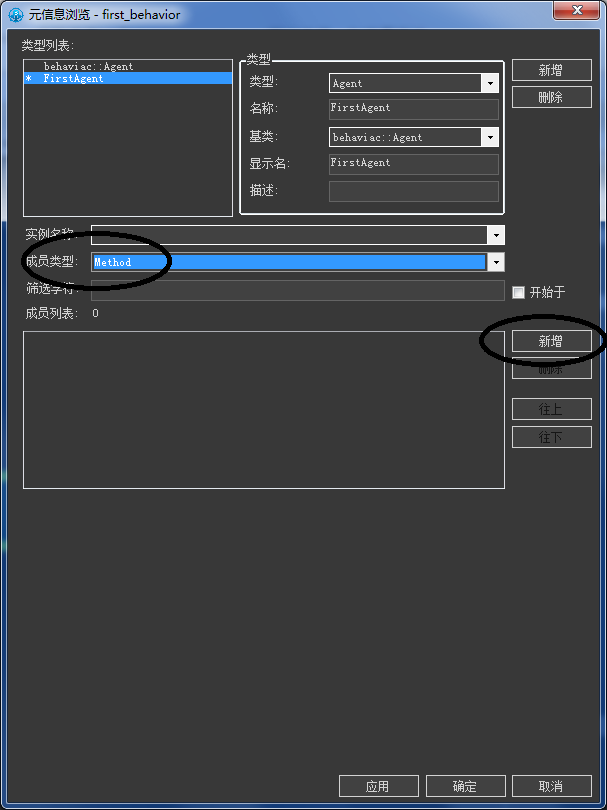 元信息浏览 - first_behavior
类型列表:
behaviac::Agent
* FirstAgent
类型
类型: Agent
名称: FirstAgent
基类: behaviac::Agent
显示名: FirstAgent
描述:
新增
删除
实例名称:
成员类型: Method
筛选字符:
开始于
成员列表: 0
新增
删除
往上
往下
应用
确定
取消